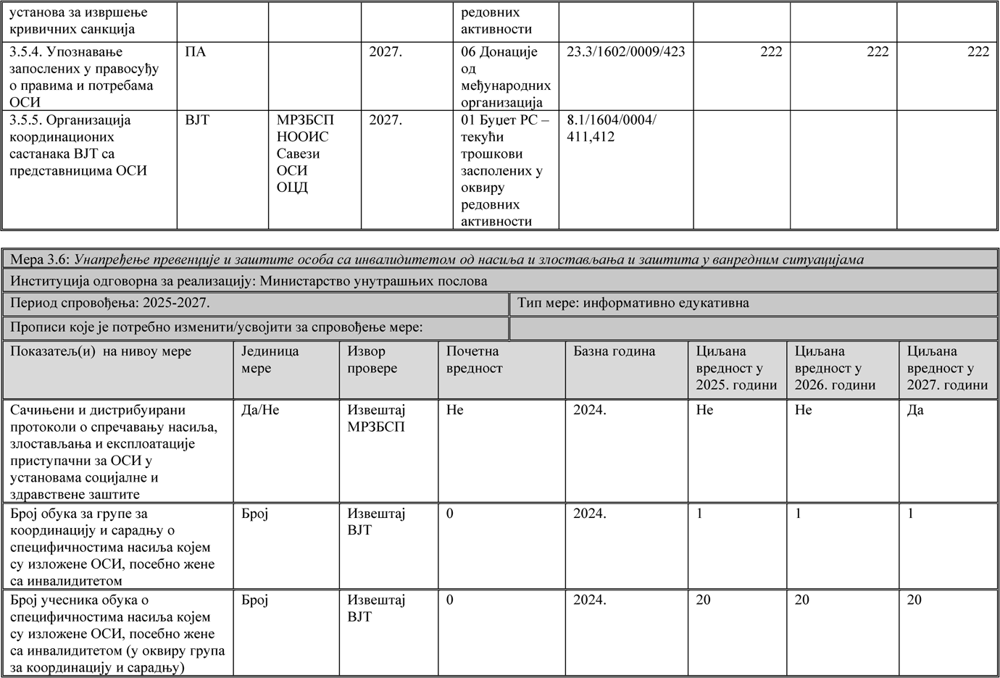 установа за извршење
кривичних санкција
редовних
активности
3.5.4. Упознавање
запослених у правосуђу
о правима и потребама
ОСИ
ПА
2027.
06 Донације
од
међународних
организација
23.3/1602/0009/423
222
222
222
3.5.5. Организација
координационих
састанака ВЈТ са
представницима ОСИ
ВЈТ
МРЗБСП
НООИС
Савези
ОСИ
ОЦД
2027.
01 Буџет РС –
текући
трошкови
засполених у
оквиру
редовних
активности
8.1/1604/0004/
411,412
Мера 3.6: Унапређење превенције и заштите особа са инвалидитетом од насиља и злостављања и заштита у ванредним ситуацијама
Институција одговорна за реализацију: Министарство унутрашњих послова
Период спровођења: 2025-2027.
Тип мере: информативно едукативна
Прописи које је потребно изменити/усвојити за спровођење мере:
Показатељ(и) на нивоу мере
Јединица
мере
Извор
провере
Почетна
вредност
Базна година
Циљана
вредност у
2025. години
Циљана
вредност у
2026. години
Циљана
вредност у
2027. години
Сачињени и дистрибуирани
протоколи о спречавању насиља,
злостављања и експлоатације
приступачни за ОСИ у
установама социјалне и
здравствене заштите
Да/Не
Извештај
МРЗБСП
Не
2024.
Не
Не
Да
Број обука за групе за
координацију и сарадњу о
специфичностима насиља којем
су изложене ОСИ, посебно жене
са инвалидитетом
Број
Извештај
ВЈТ
0
2024.
1
1
1
Број учесника обука о
специфичностима насиља којем
су изложене ОСИ, посебно жене
са инвалидитетом (у оквиру група
за координацију и сарадњу)
Број
Извештај
ВЈТ
0
2024.
20
20
20